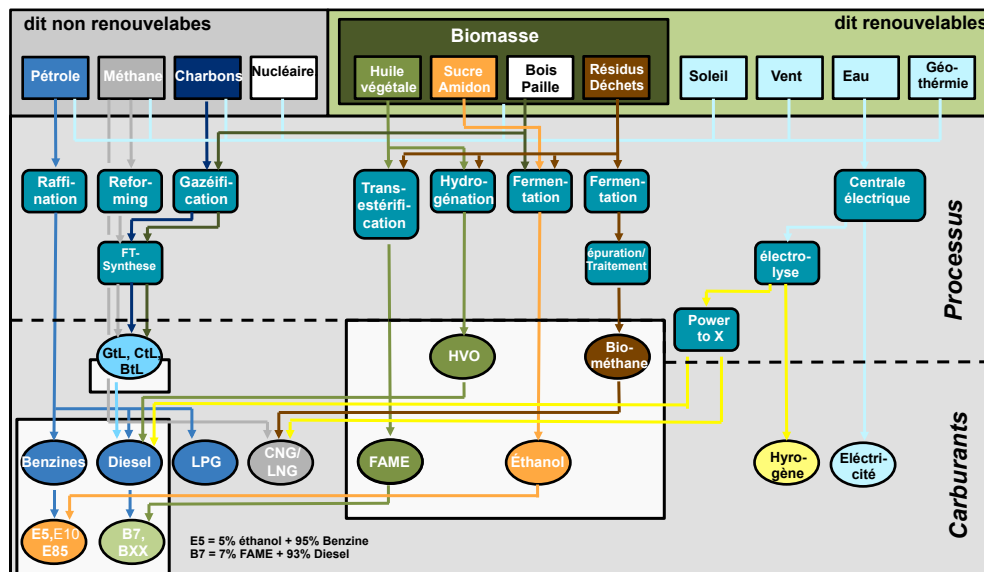 dit non renouvelabes
dit renouvelables
Biomasse
Pétrole
Méthane
Charbons
Nucléaire
Huile
végétale
Sucre
Amidon
Bois
Paille
Résidus
Déchets
Soleil
Vent
Eau
Géo-
thérmie
Raffi-
nation
Refor-
ming
Gazéifi-
cation
Trans-
estérifi-
cation
Hydro-
génation
Fermen-
tation
Fermen-
tation
Centrale
électrique
FT-
Synthese
épuration/
Traitement
électro-
lyse
Processus
Power
to X
GtL, CtL,
BtL
HVO
Bio-
méthane
Carburants
Benzines
Diesel
LPG
CNG/
LNG
FAME
Éthanol
Hyro-
gène
Eléctri-
cité
E5,E10
E85
B7,
BXX
E5 = 5% éthanol + 95% Benzine
B7 = 7% FAME + 93% Diesel